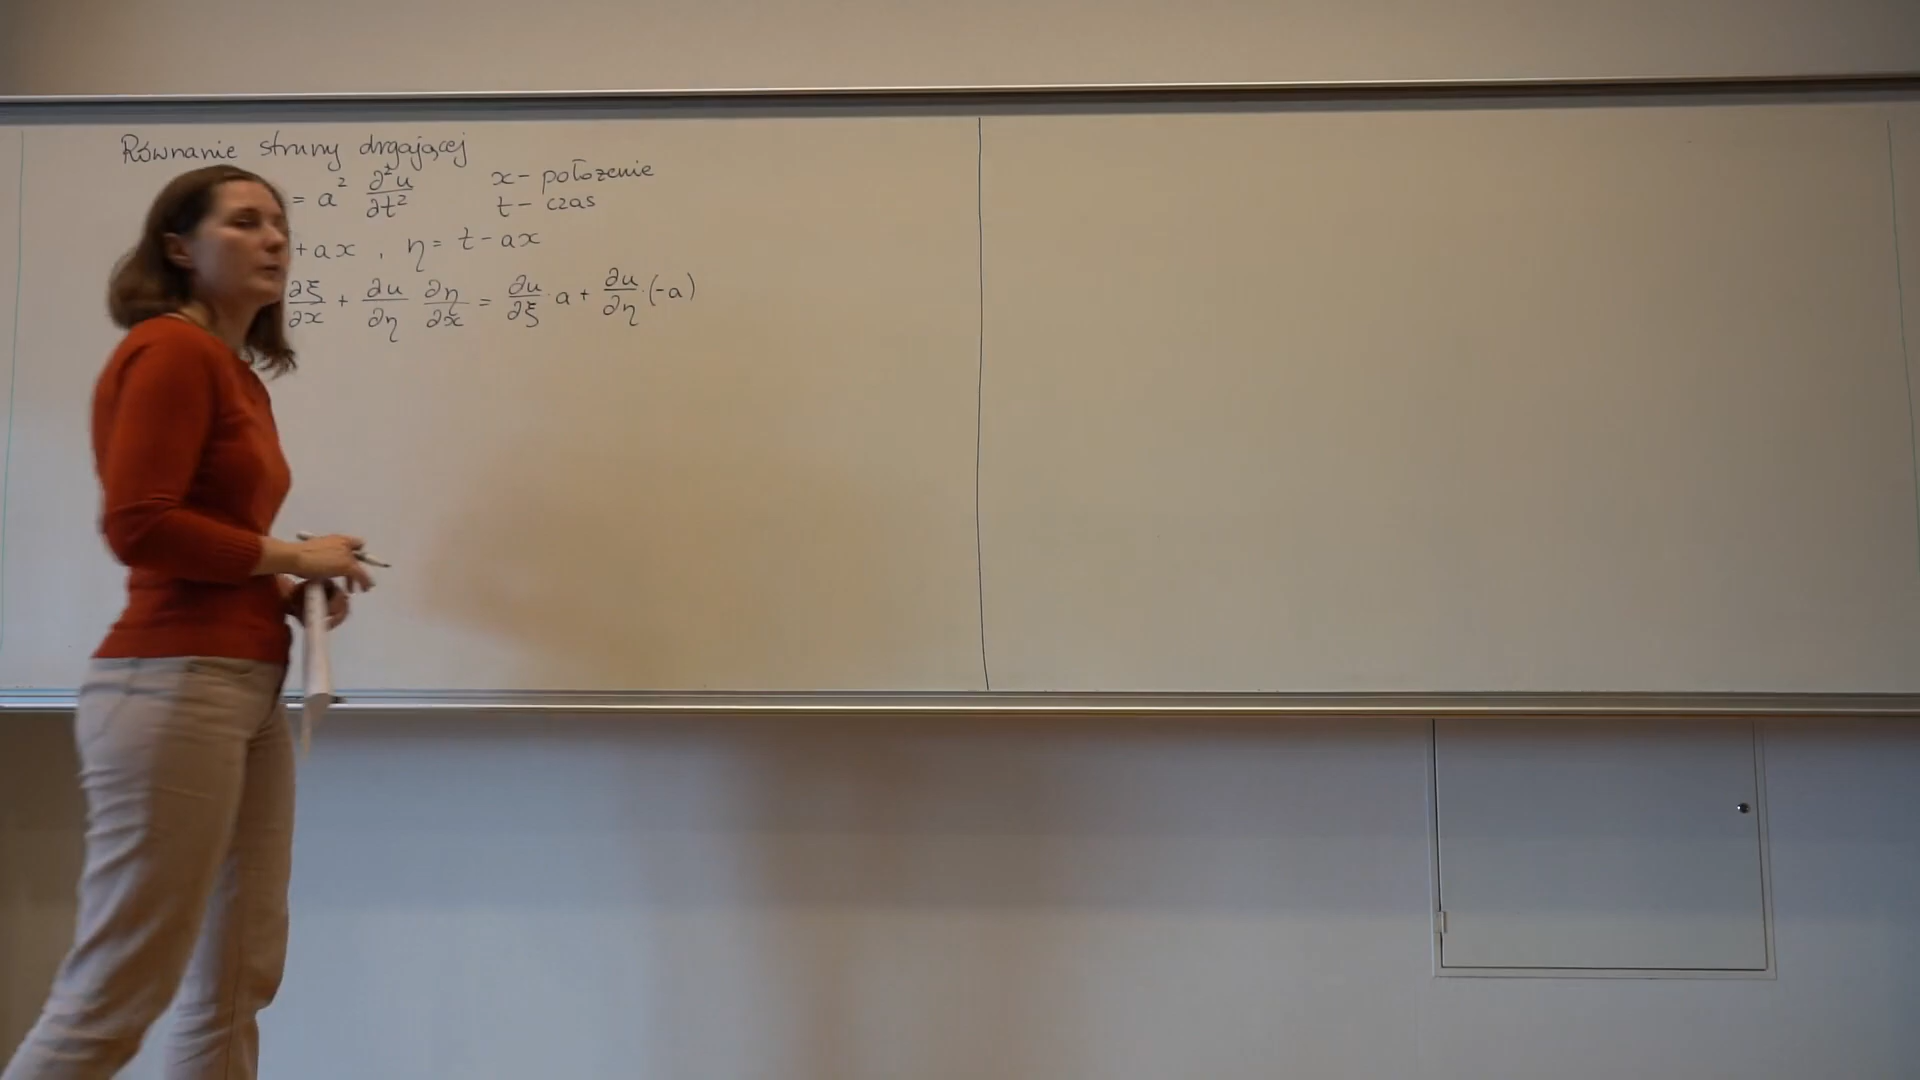 Równanie struny drgającej
= a² ∂²u/∂t² x – położenie
t – czas
+ ax , η = t – ax
∂ξ/∂x + ∂u/∂η ∂η/∂x = ∂u/∂ξ · a + ∂u/∂η · (–a)